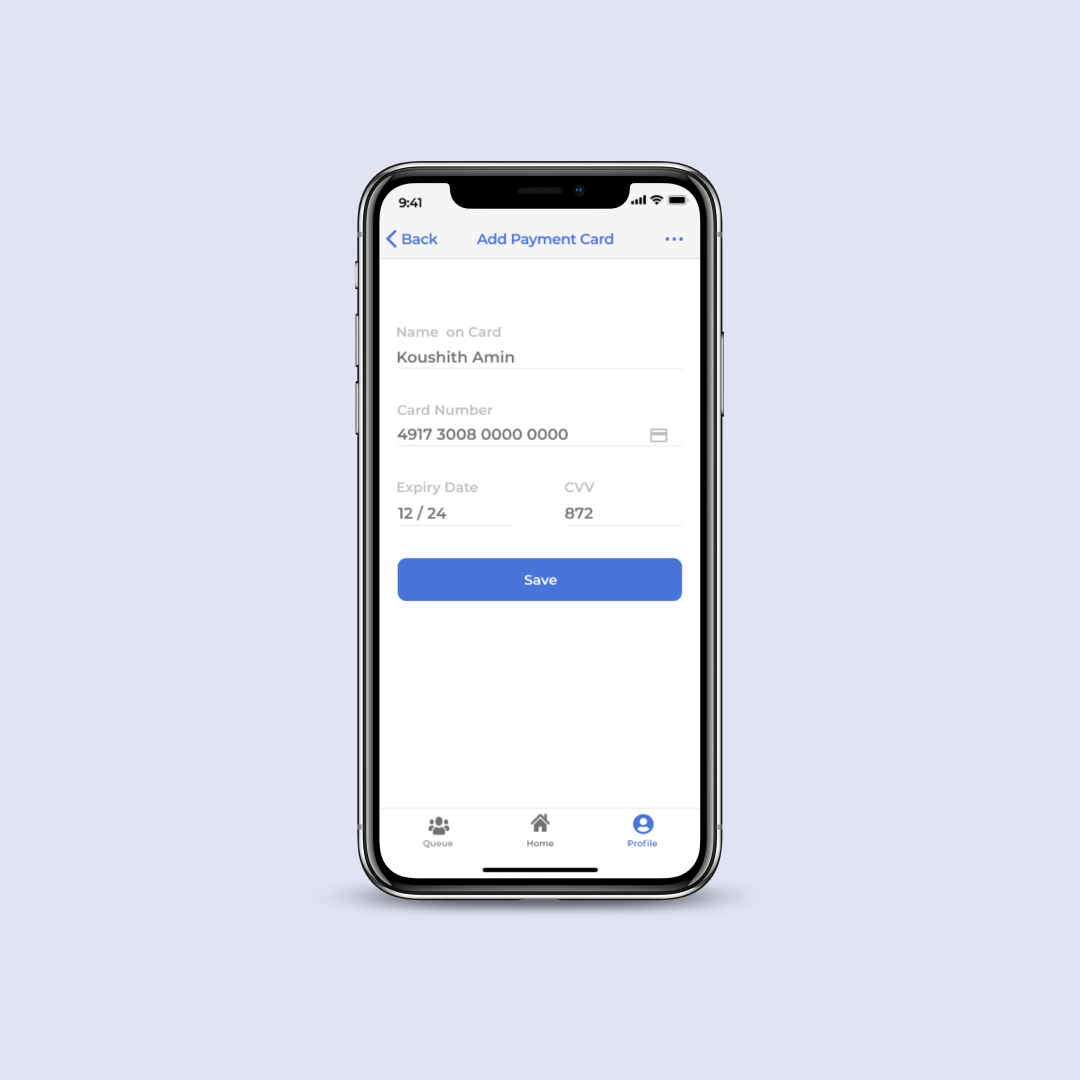 9:41
Back Add Payment Card
Name on Card
Koushith Amin
Card Number
4917 3008 0000 0000
Expiry Date CVV
12 / 24 872
Save
Queue Home Profile